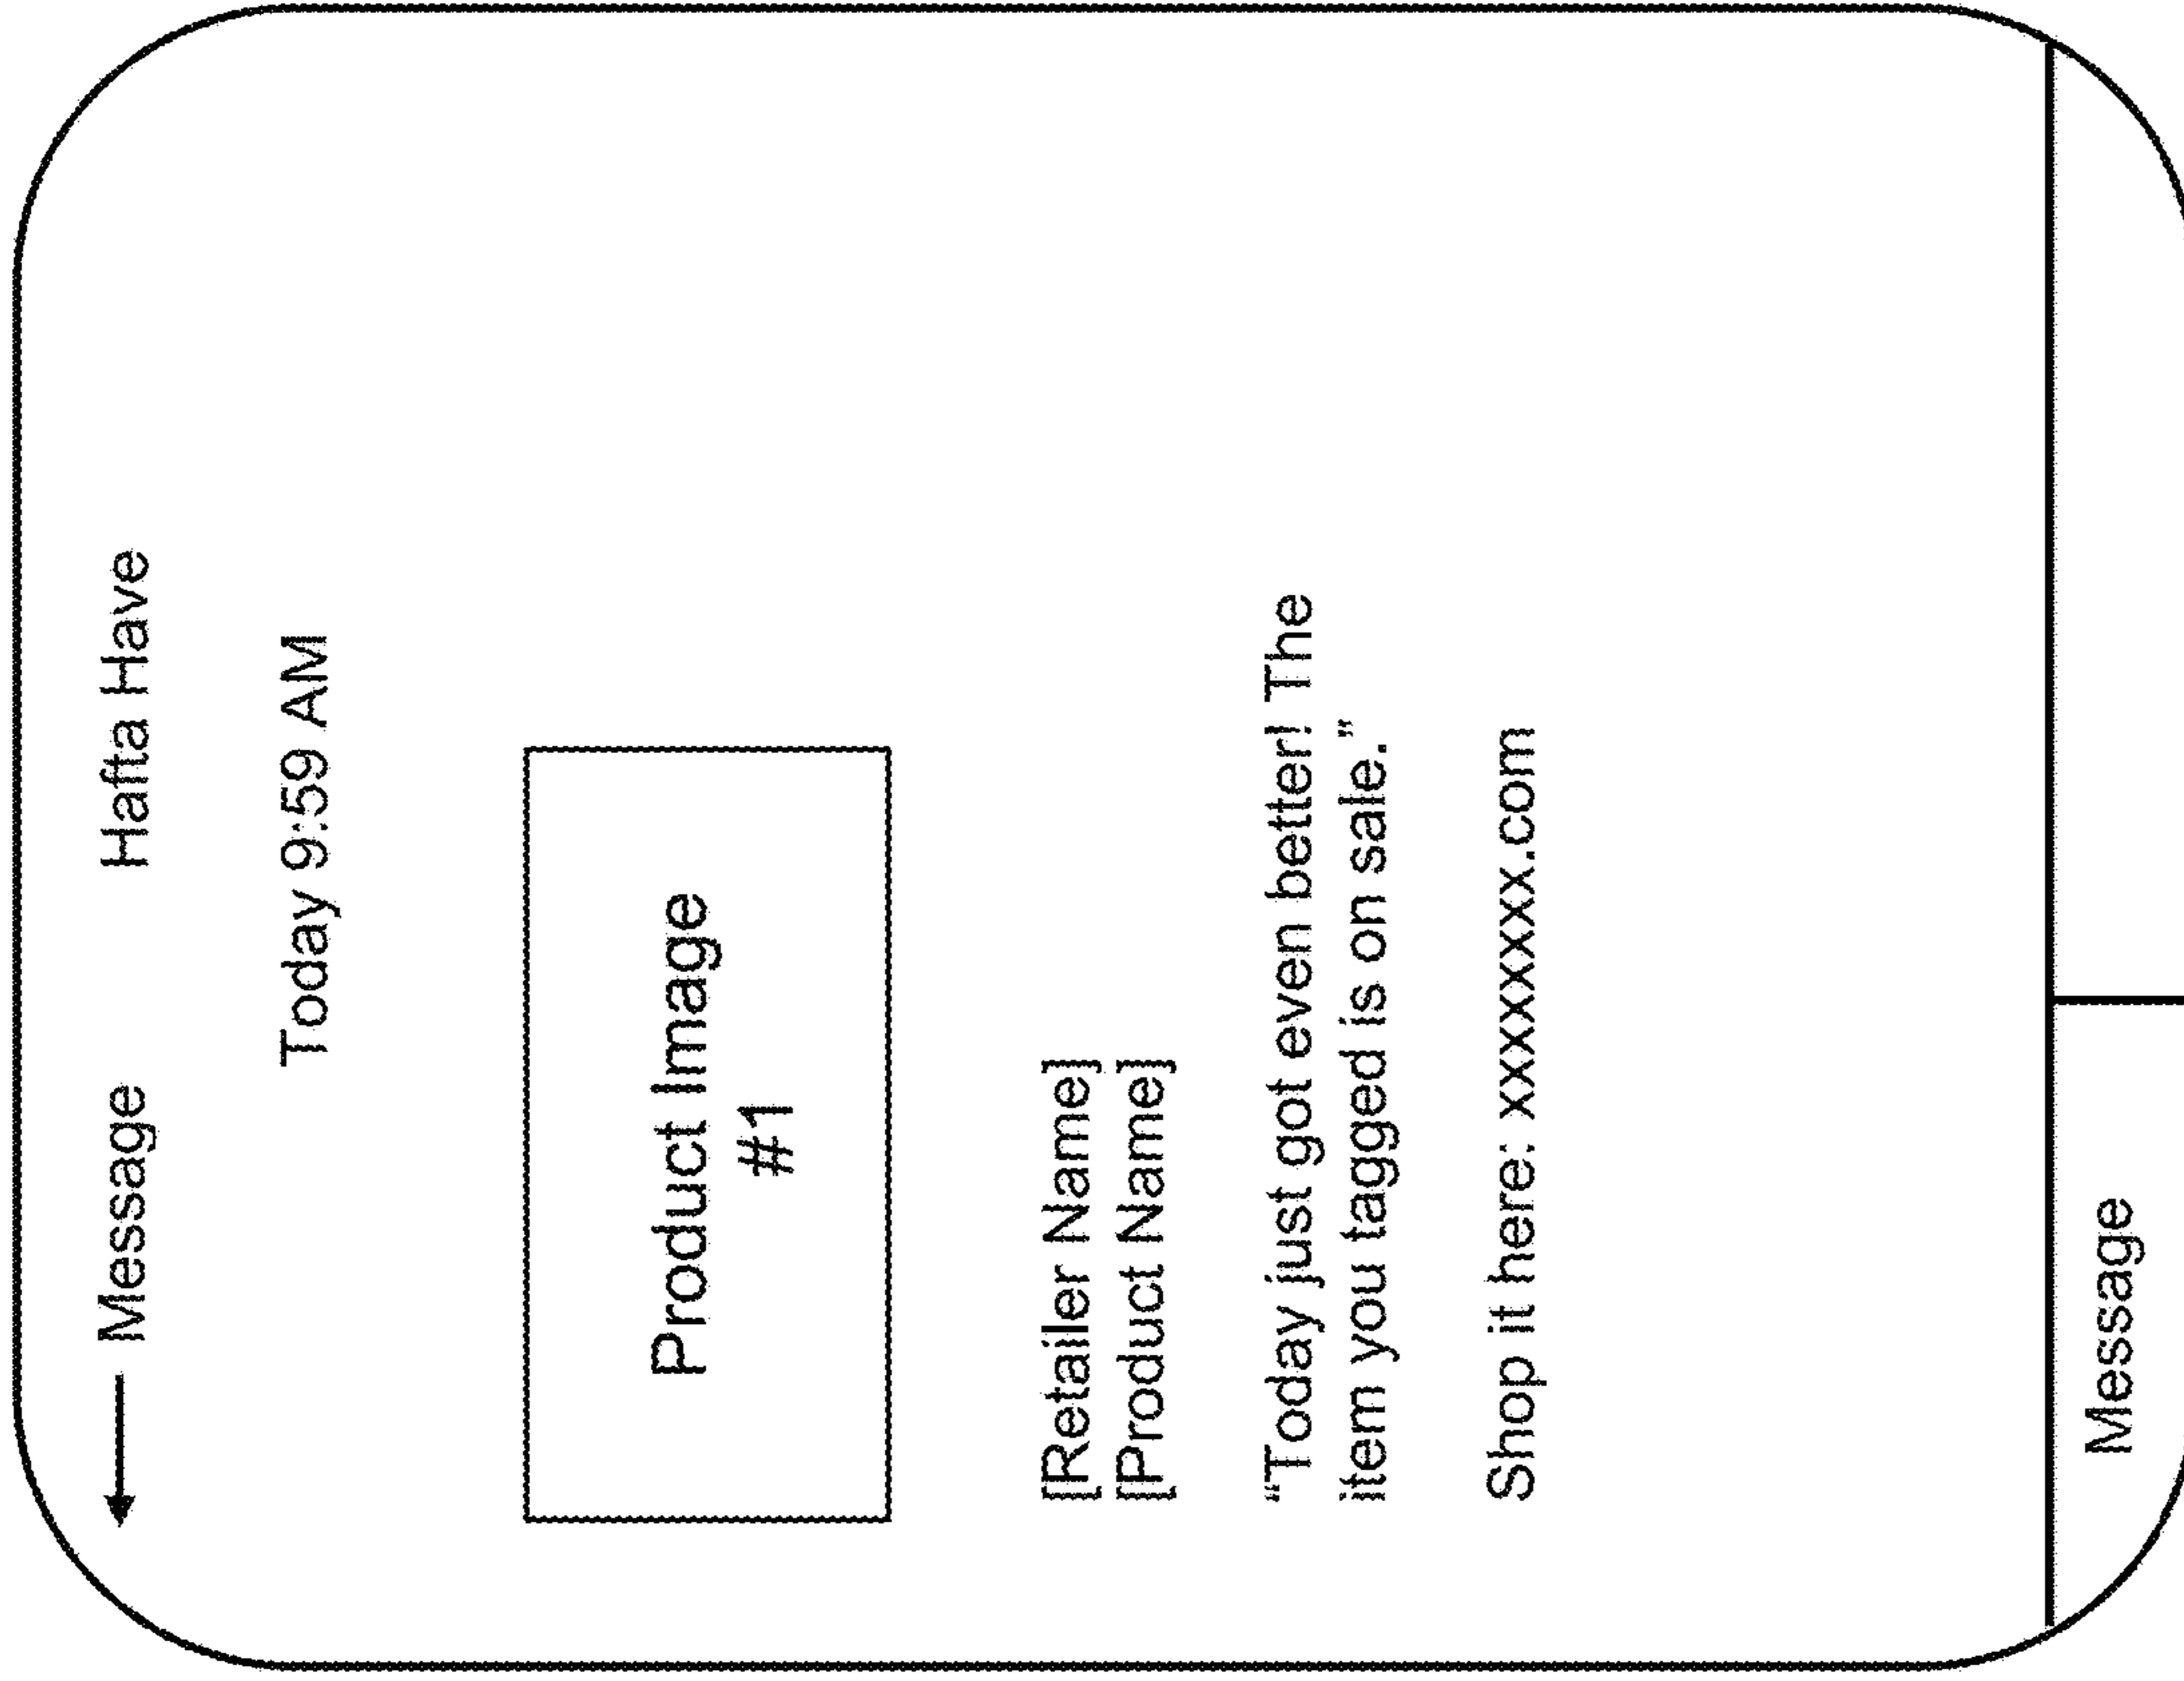 Message Hafta Have
Today 9:59 AM
Product Image
#1
[Retailer Name]
[Product Name]
“Today just got even better! The
item you tagged is on sale.”
Shop it here: xxxxxxxx.com
Message